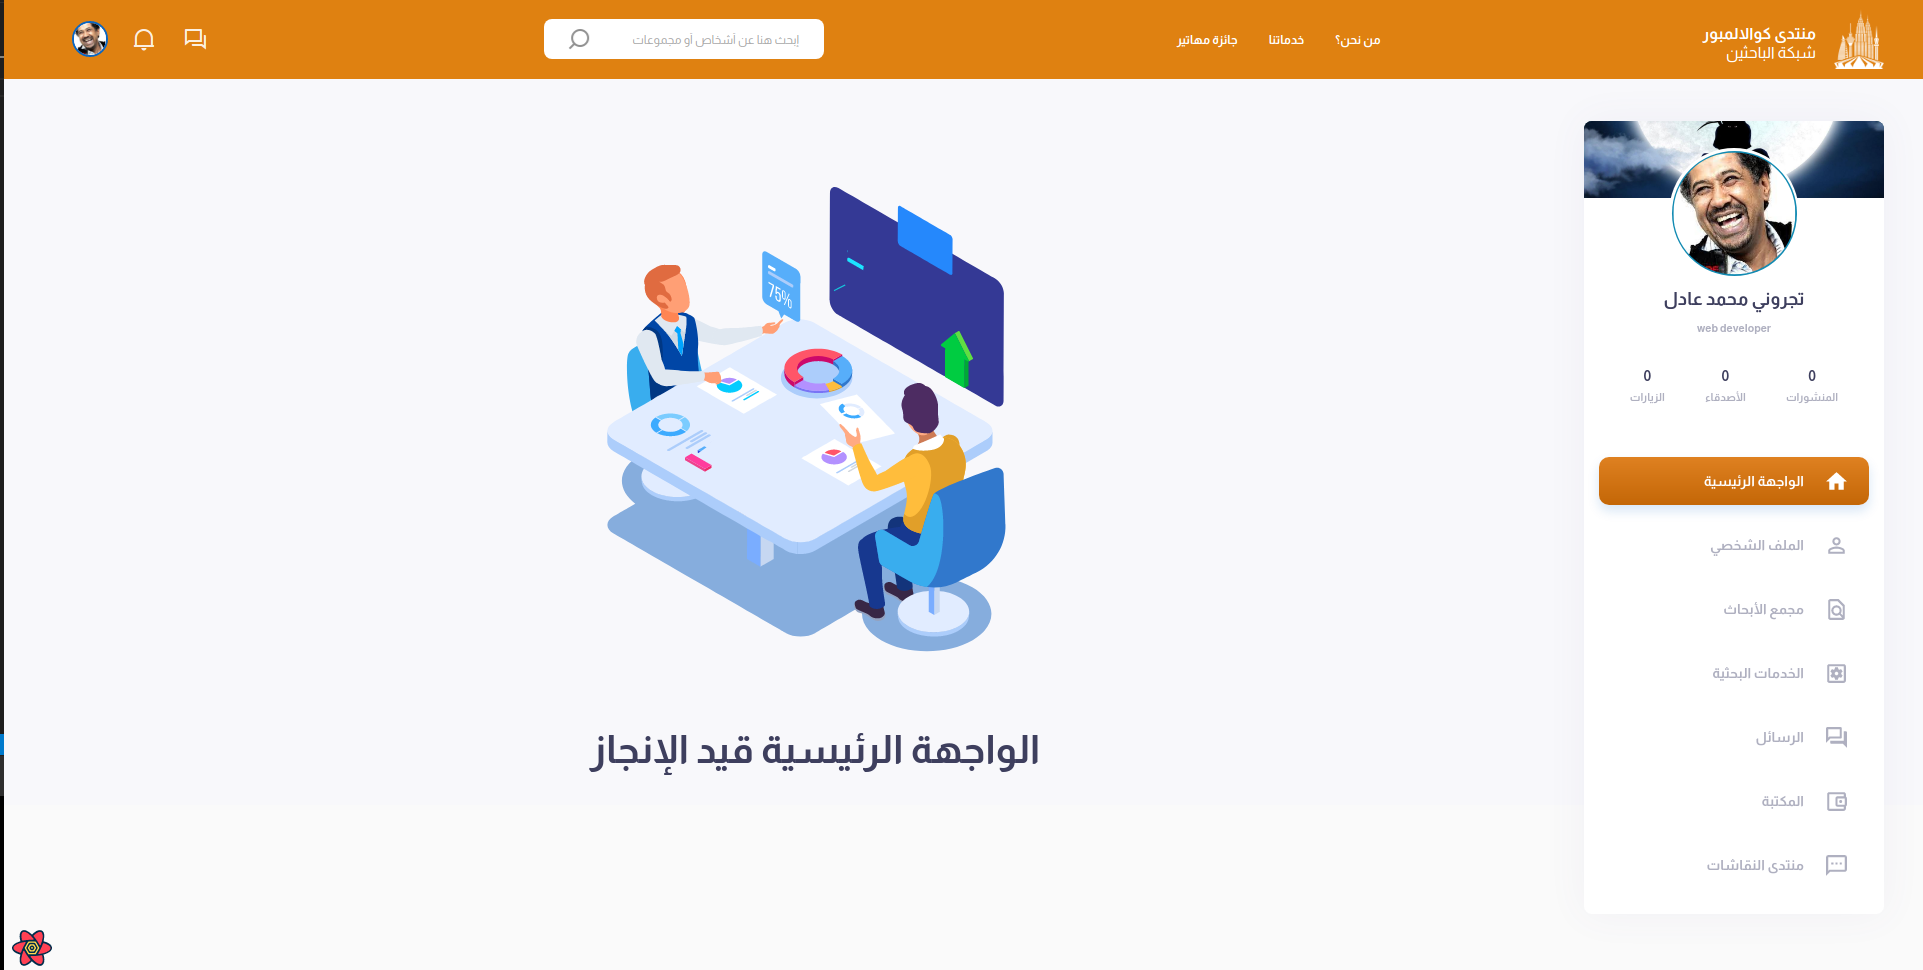 منتدى كوالالمبور
شبكة الباحثين
من نحن؟
خدماتنا
جائزة مهاتير
إبحث هنا عن أشخاص أو مجموعات
75%
تجروني محمد عادل
web developer
0
المنشورات
0
الأصدقاء
0
الزيارات
الواجهة الرئيسية
الملف الشخصي
مجمع الأبحاث
الخدمات البحثية
الرسائل
المكتبة
منتدى النقاشات
الواجهة الرئيسية قيد الإنجاز